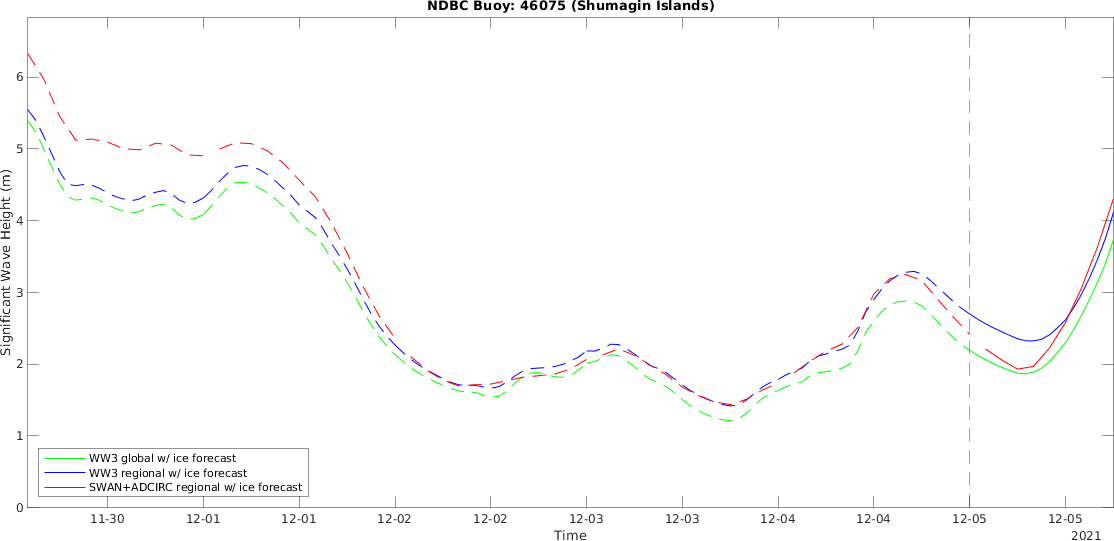 NDBC Buoy: 46075 (Shumagin Islands)
Significant Wave Height (m)
6
5
4
3
2
1
0
WW3 global w/ ice forecast
WW3 regional w/ ice forecast
SWAN+ADCIRC regional w/ ice forecast
11-30 12-01 12-01 12-02 12-02 12-03 12-03 12-04 12-04 12-05 12-05
Time
2021